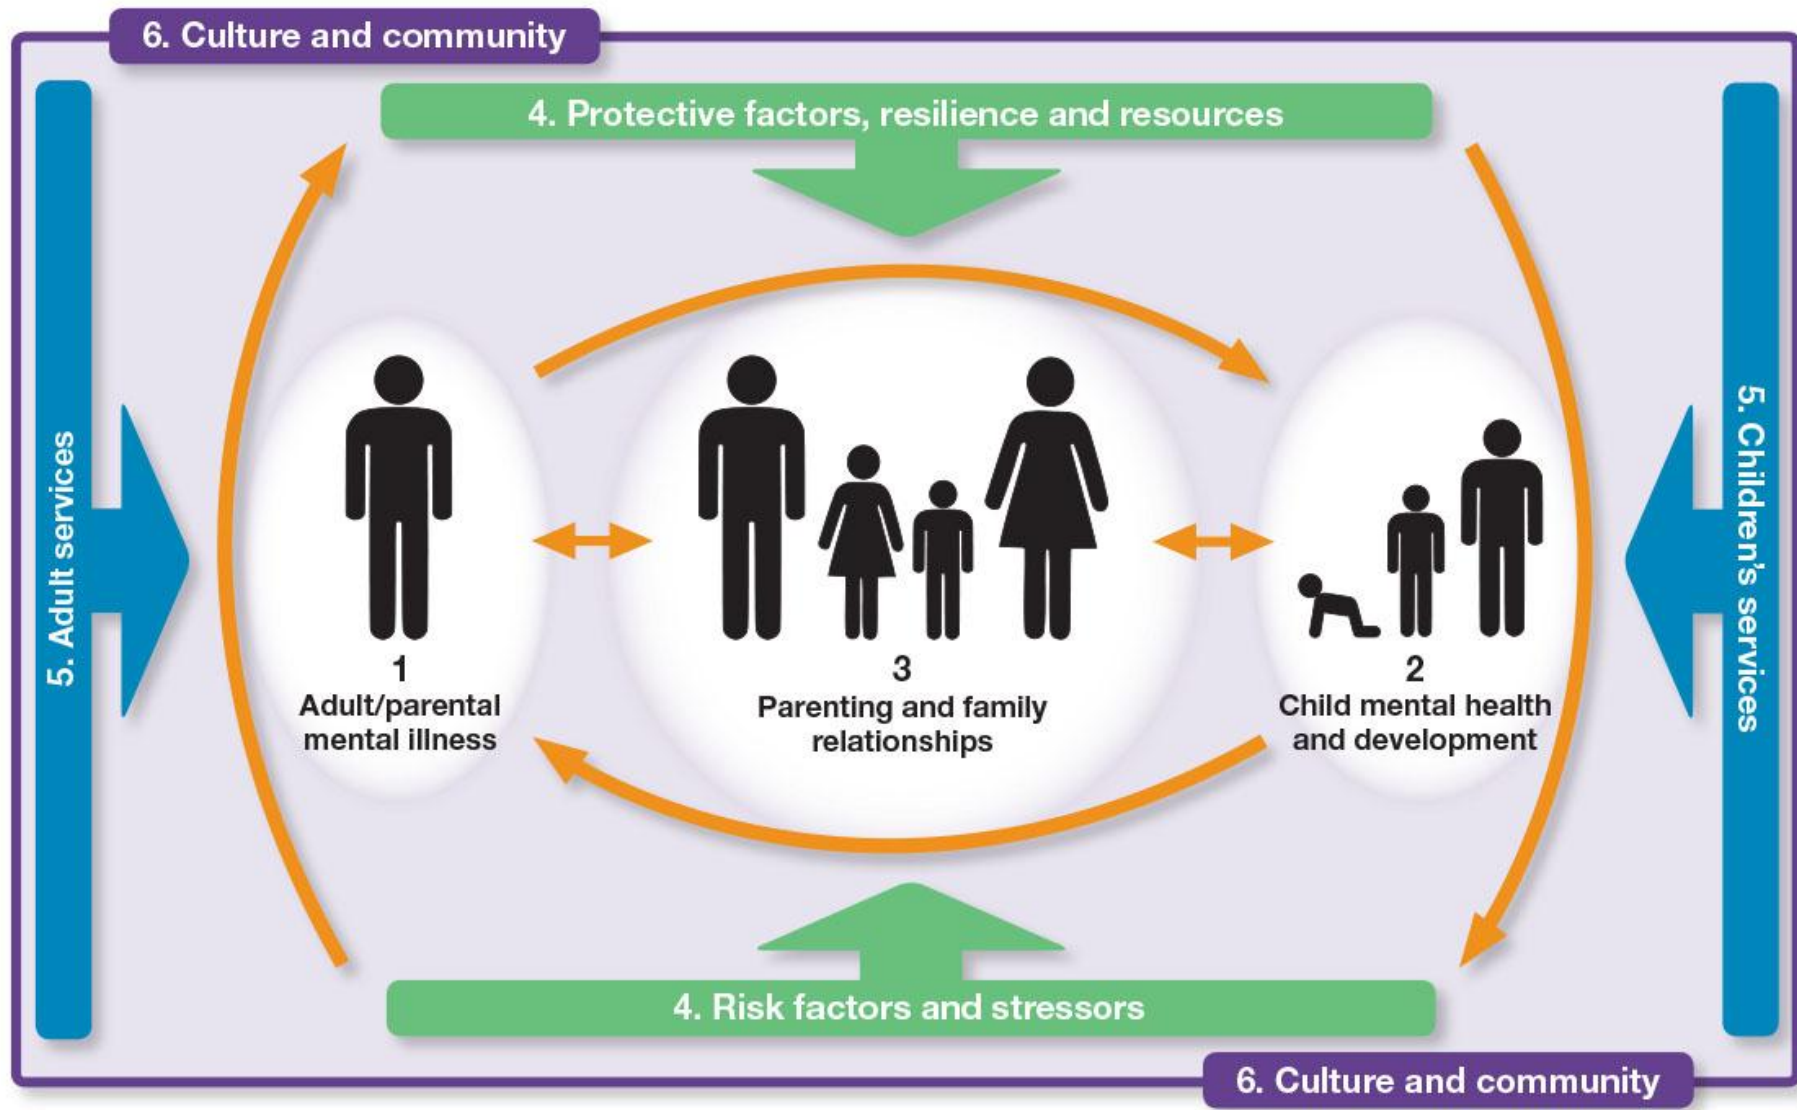 6. Culture and community
4. Protective factors, resilience and resources
5. Adult services
5. Children’s services
1
Adult/parental
mental illness
3
Parenting and family
relationships
2
Child mental health
and development
4. Risk factors and stressors
6. Culture and community